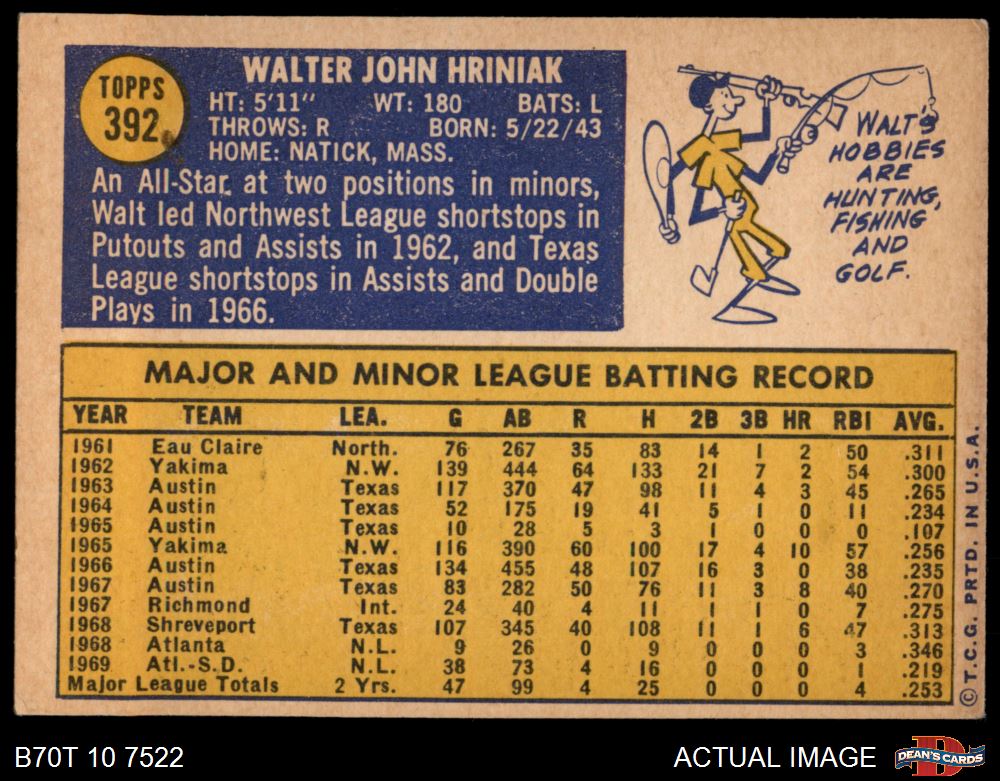 TOPPS
392
WALTER JOHN HRINIAK
HT: 5'11" WT: 180 BATS: L
THROWS: R BORN: 5/22/43
HOME: NATICK, MASS.
An All-Star at two positions in minors,
Walt led Northwest League shortstops in
Putouts and Assists in 1962, and Texas
League shortstops in Assists and Double
Plays in 1966.
WALT'S
HOBBIES
ARE
HUNTING,
FISHING
AND
GOLF.
MAJOR AND MINOR LEAGUE BATTING RECORD
YEAR TEAM LEA. G AB R H 2B 3B HR RBI AVG.
1961 Eau Claire North. 76 267 35 83 14 1 2 50 .311
1962 Yakima N.W. 139 444 64 133 21 7 2 54 .300
1963 Austin Texas 117 370 47 98 11 4 3 45 .265
1964 Austin Texas 52 175 19 41 5 1 0 11 .234
1965 Austin Texas 10 28 5 3 1 0 0 0 .107
1965 Yakima N.W. 116 390 60 100 17 4 10 57 .256
1966 Austin Texas 134 455 48 107 16 3 0 38 .235
1967 Austin Texas 83 282 50 76 11 3 8 40 .270
1967 Richmond Int. 24 40 4 11 1 1 0 7 .275
1968 Shreveport Texas 107 345 40 108 11 1 6 47 .313
1968 Atlanta N.L. 9 26 0 9 0 0 0 3 .346
1969 Atl.-S.D. N.L. 38 73 4 16 0 0 0 1 .219
Major League Totals 2 Yrs. 47 99 4 25 0 0 0 4 .253
© T.C.G. PRTD. IN U.S.A.
B70T 10 7522
ACTUAL IMAGE
D
DEAN'S CARDS